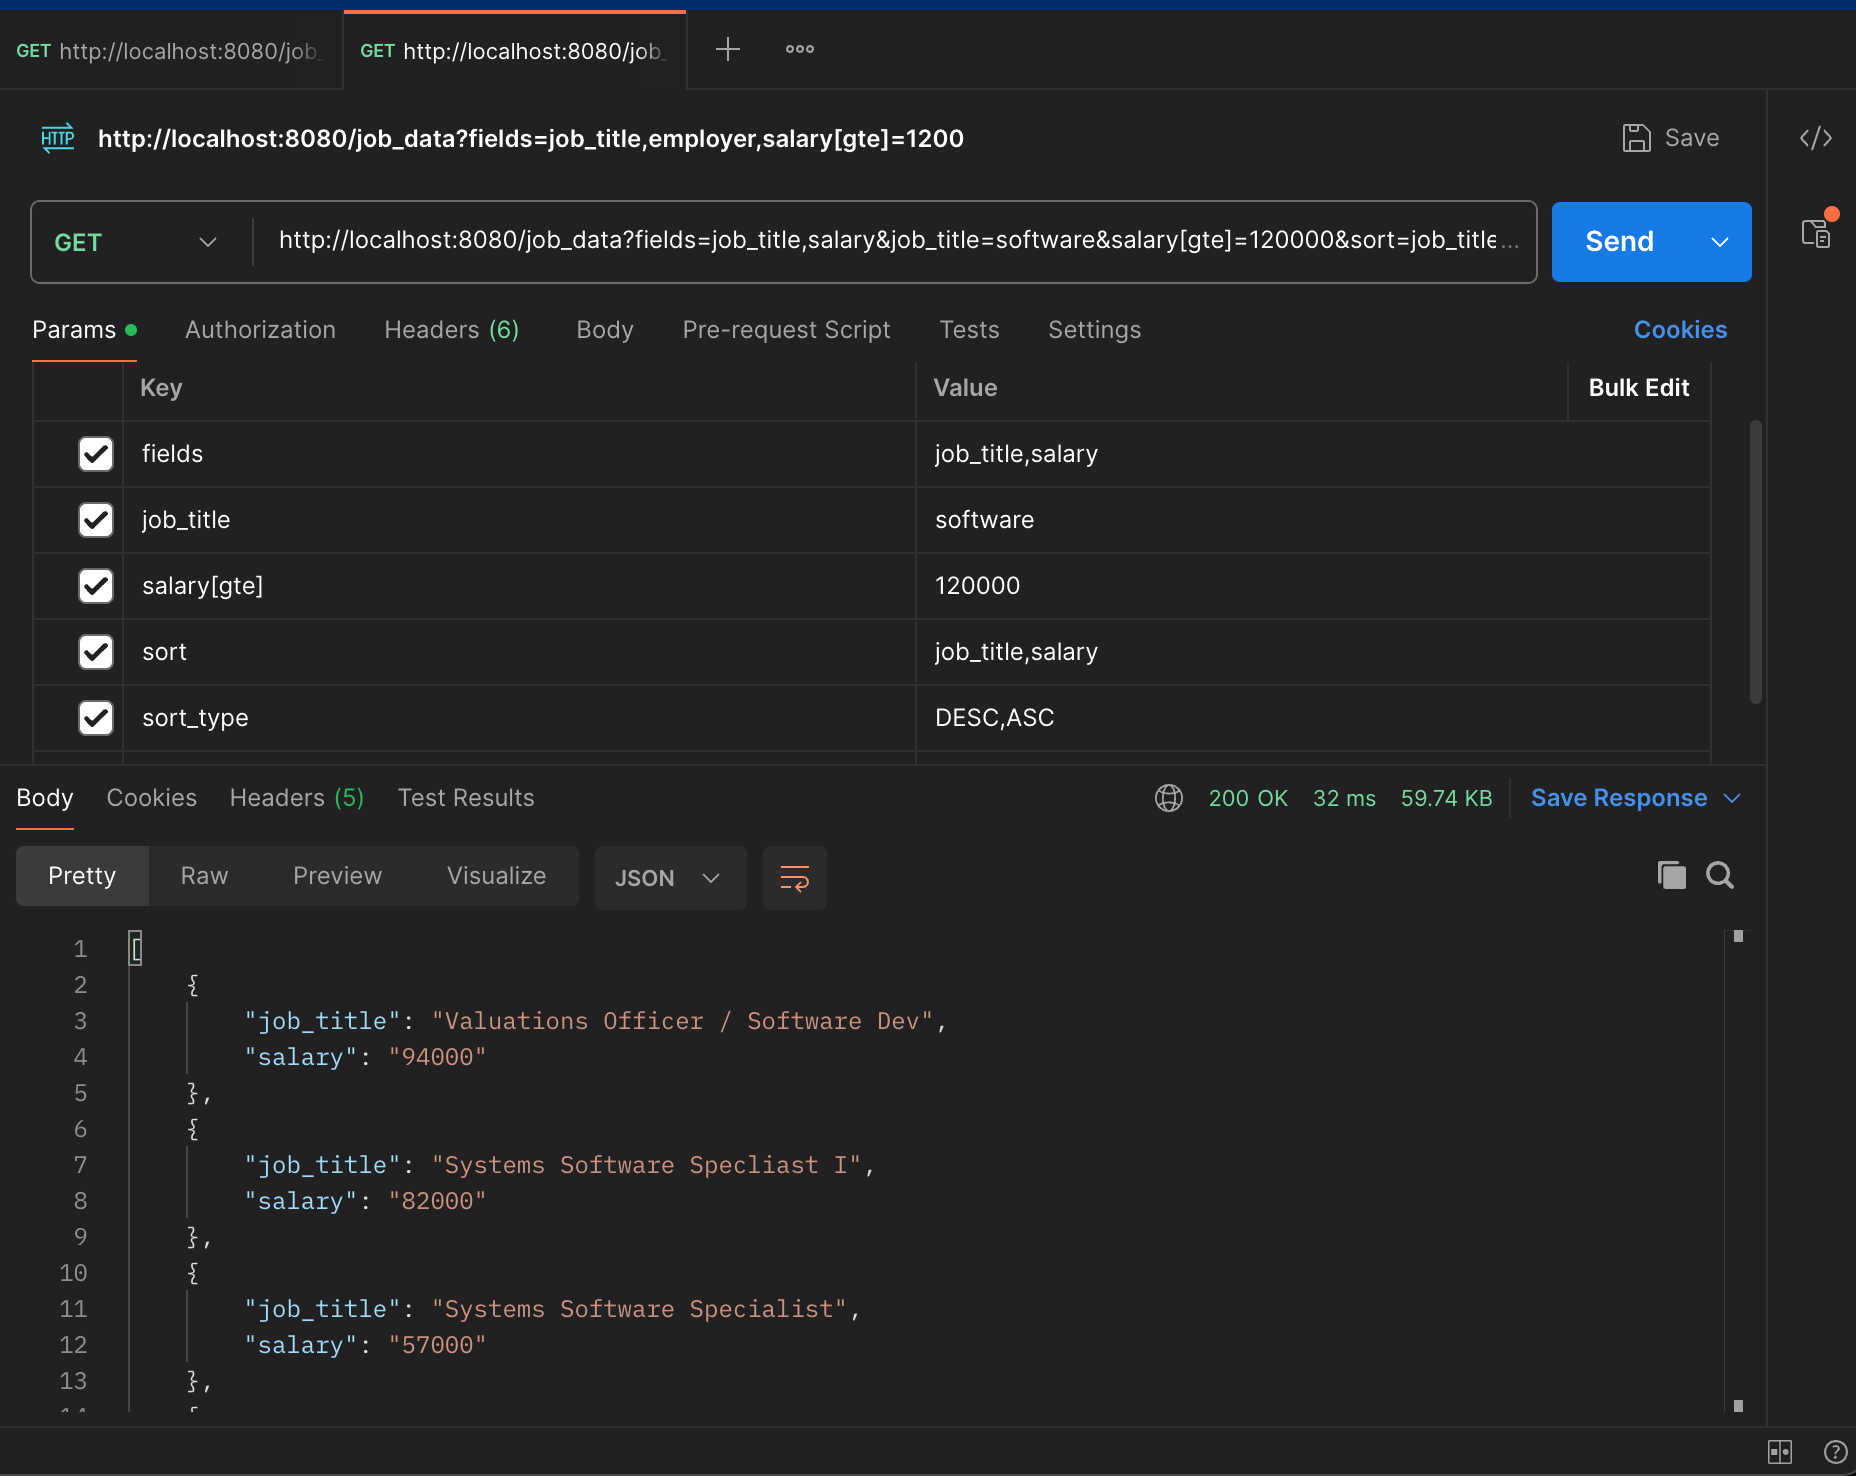 GET http://localhost:8080/job_
GET http://localhost:8080/job_
HTTP http://localhost:8080/job_data?fields=job_title,employer,salary[gte]=1200
Save
GET http://localhost:8080/job_data?fields=job_title,salary&job_title=software&salary[gte]=120000&sort=job_title...
Send
Params Authorization Headers (6) Body Pre-request Script Tests Settings Cookies
Key Value Bulk Edit
fields job_title,salary
job_title software
salary[gte] 120000
sort job_title,salary
sort_type DESC,ASC
Body Cookies Headers (5) Test Results 200 OK 32 ms 59.74 KB Save Response
Pretty Raw Preview Visualize JSON
1 [
2 {
3 "job_title": "Valuations Officer / Software Dev",
4 "salary": "94000"
5 },
6 {
7 "job_title": "Systems Software Specliast I",
8 "salary": "82000"
9 },
10 {
11 "job_title": "Systems Software Specialist",
12 "salary": "57000"
13 },